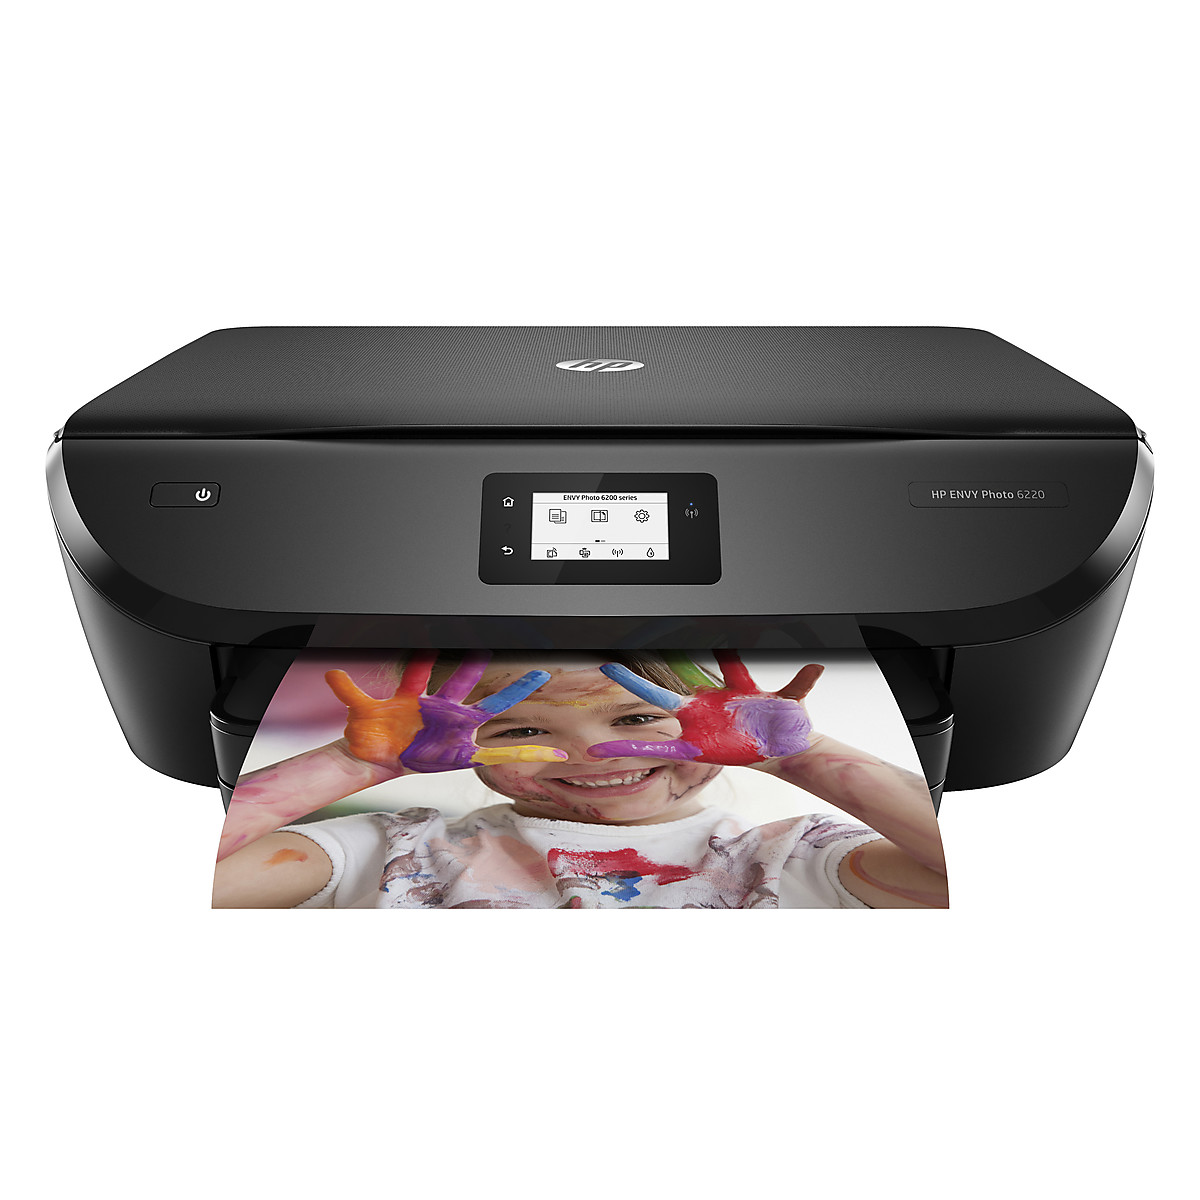 hp
ENVY Photo 6200 series
HP ENVY Photo 6220